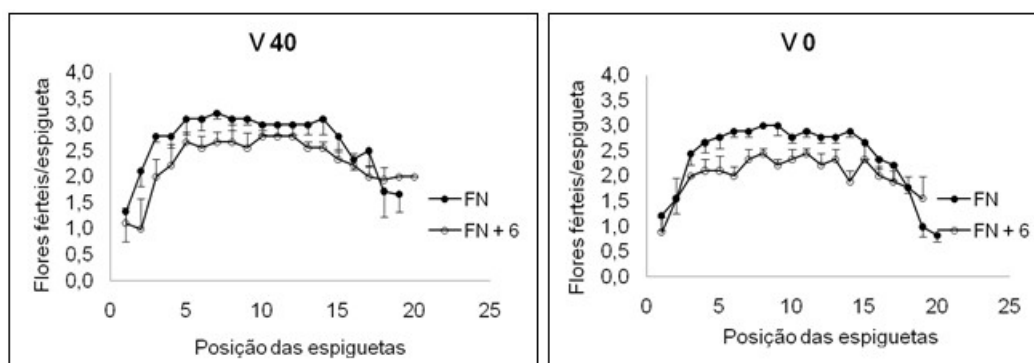 V 40
Flores férteis/espigueta
4,0
3,5
3,0
2,5
2,0
1,5
1,0
0,5
0,0
0 5 10 15 20 25
Posição das espiguetas
FN
FN + 6
V 0
Flores férteis/espigueta
4,0
3,5
3,0
2,5
2,0
1,5
1,0
0,5
0,0
0 5 10 15 20 25
Posição das espiguetas
FN
FN + 6